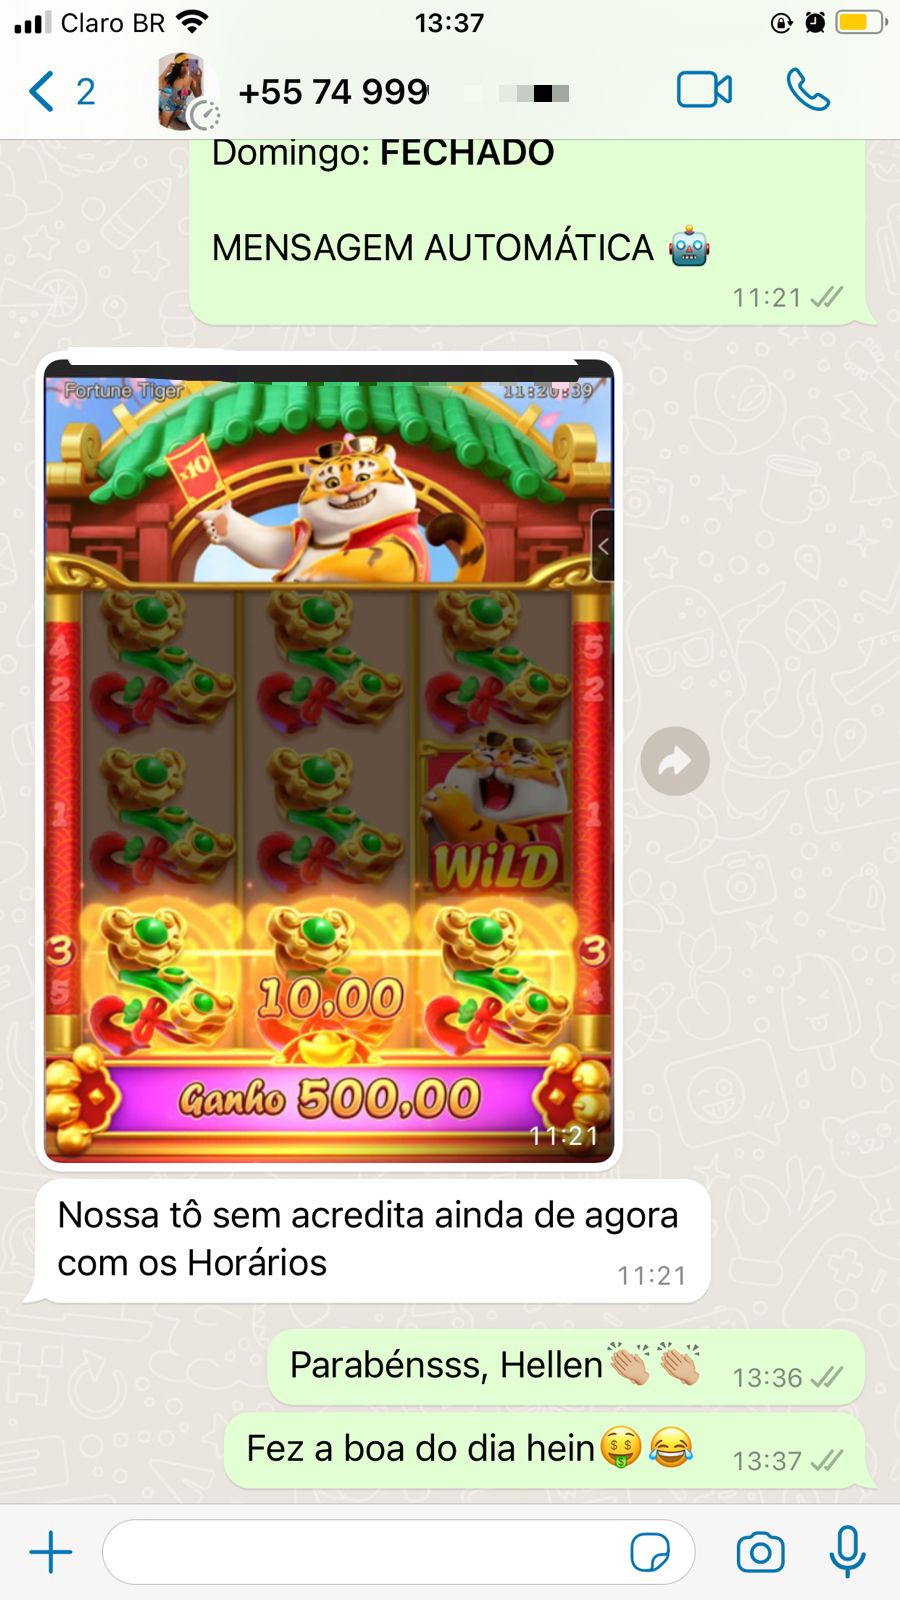 Claro BR
13:37
2
+55 74 999
Domingo: FECHADO
MENSAGEM AUTOMÁTICA 🤖
11:21
Fortune Tiger
11:20:39
x10
4
5
2
2
WiLD
1
1
3
3
10,00
5
4
Ganho 500,00
11:21
Nossa tô sem acredita ainda de agora
com os Horários
11:21
Parabénsss, Hellen👏🏼👏🏼
13:36
Fez a boa do dia hein🤑😂
13:37